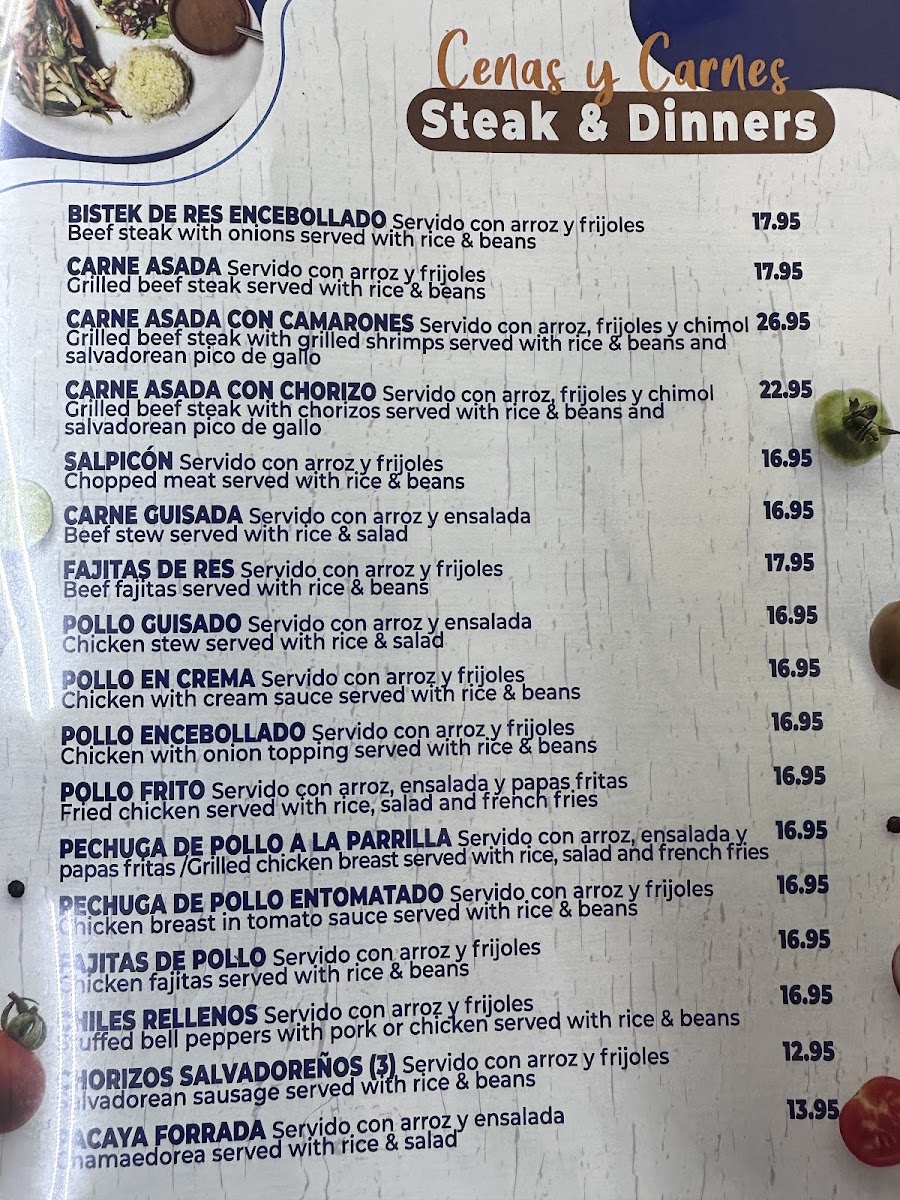 Cenas y Carnes
Steak & Dinners
BISTEK DE RES ENCEBOLLADO Servido con arroz y frijoles 17.95
Beef steak with onions served with rice & beans
CARNE ASADA Servido con arroz y frijoles 17.95
Grilled beef steak served with rice & beans
CARNE ASADA CON CAMARONES Servido con arroz, frijoles y chimol 26.95
Grilled beef steak with grilled shrimps served with rice & beans and
salvadorean pico de gallo
CARNE ASADA CON CHORIZO Servido con arroz, frijoles y chimol 22.95
Grilled beef steak with chorizos served with rice & beans and
salvadorean pico de gallo
SALPICÓN Servido con arroz y frijoles 16.95
Chopped meat served with rice & beans
CARNE GUISADA Servido con arroz y ensalada 16.95
Beef stew served with rice & salad
FAJITAS DE RES Servido con arroz y frijoles 17.95
Beef fajitas served with rice & beans
POLLO GUISADO Servido con arroz y ensalada 16.95
Chicken stew served with rice & salad
POLLO EN CREMA Servido con arroz y frijoles 16.95
Chicken with cream sauce served with rice & beans
POLLO ENCEBOLLADO Servido con arroz y frijoles 16.95
Chicken with onion topping served with rice & beans
POLLO FRITO Servido con arroz, ensalada y papas fritas 16.95
Fried chicken served with rice, salad and french fries
PECHUGA DE POLLO A LA PARRILLA Servido con arroz, ensalada y 16.95
papas fritas /Grilled chicken breast served with rice, salad and french fries
PECHUGA DE POLLO ENTOMATADO Servido con arroz y frijoles 16.95
Chicken breast in tomato sauce served with rice & beans
FAJITAS DE POLLO Servido con arroz y frijoles 16.95
Chicken fajitas served with rice & beans
CHILES RELLENOS Servido con arroz y frijoles 16.95
Stuffed bell peppers with pork or chicken served with rice & beans
CHORIZOS SALVADOREÑOS (3) Servido con arroz y frijoles 12.95
Salvadorean sausage served with rice & beans
PACAYA FORRADA Servido con arroz y ensalada 13.95
Chamaedorea served with rice & salad